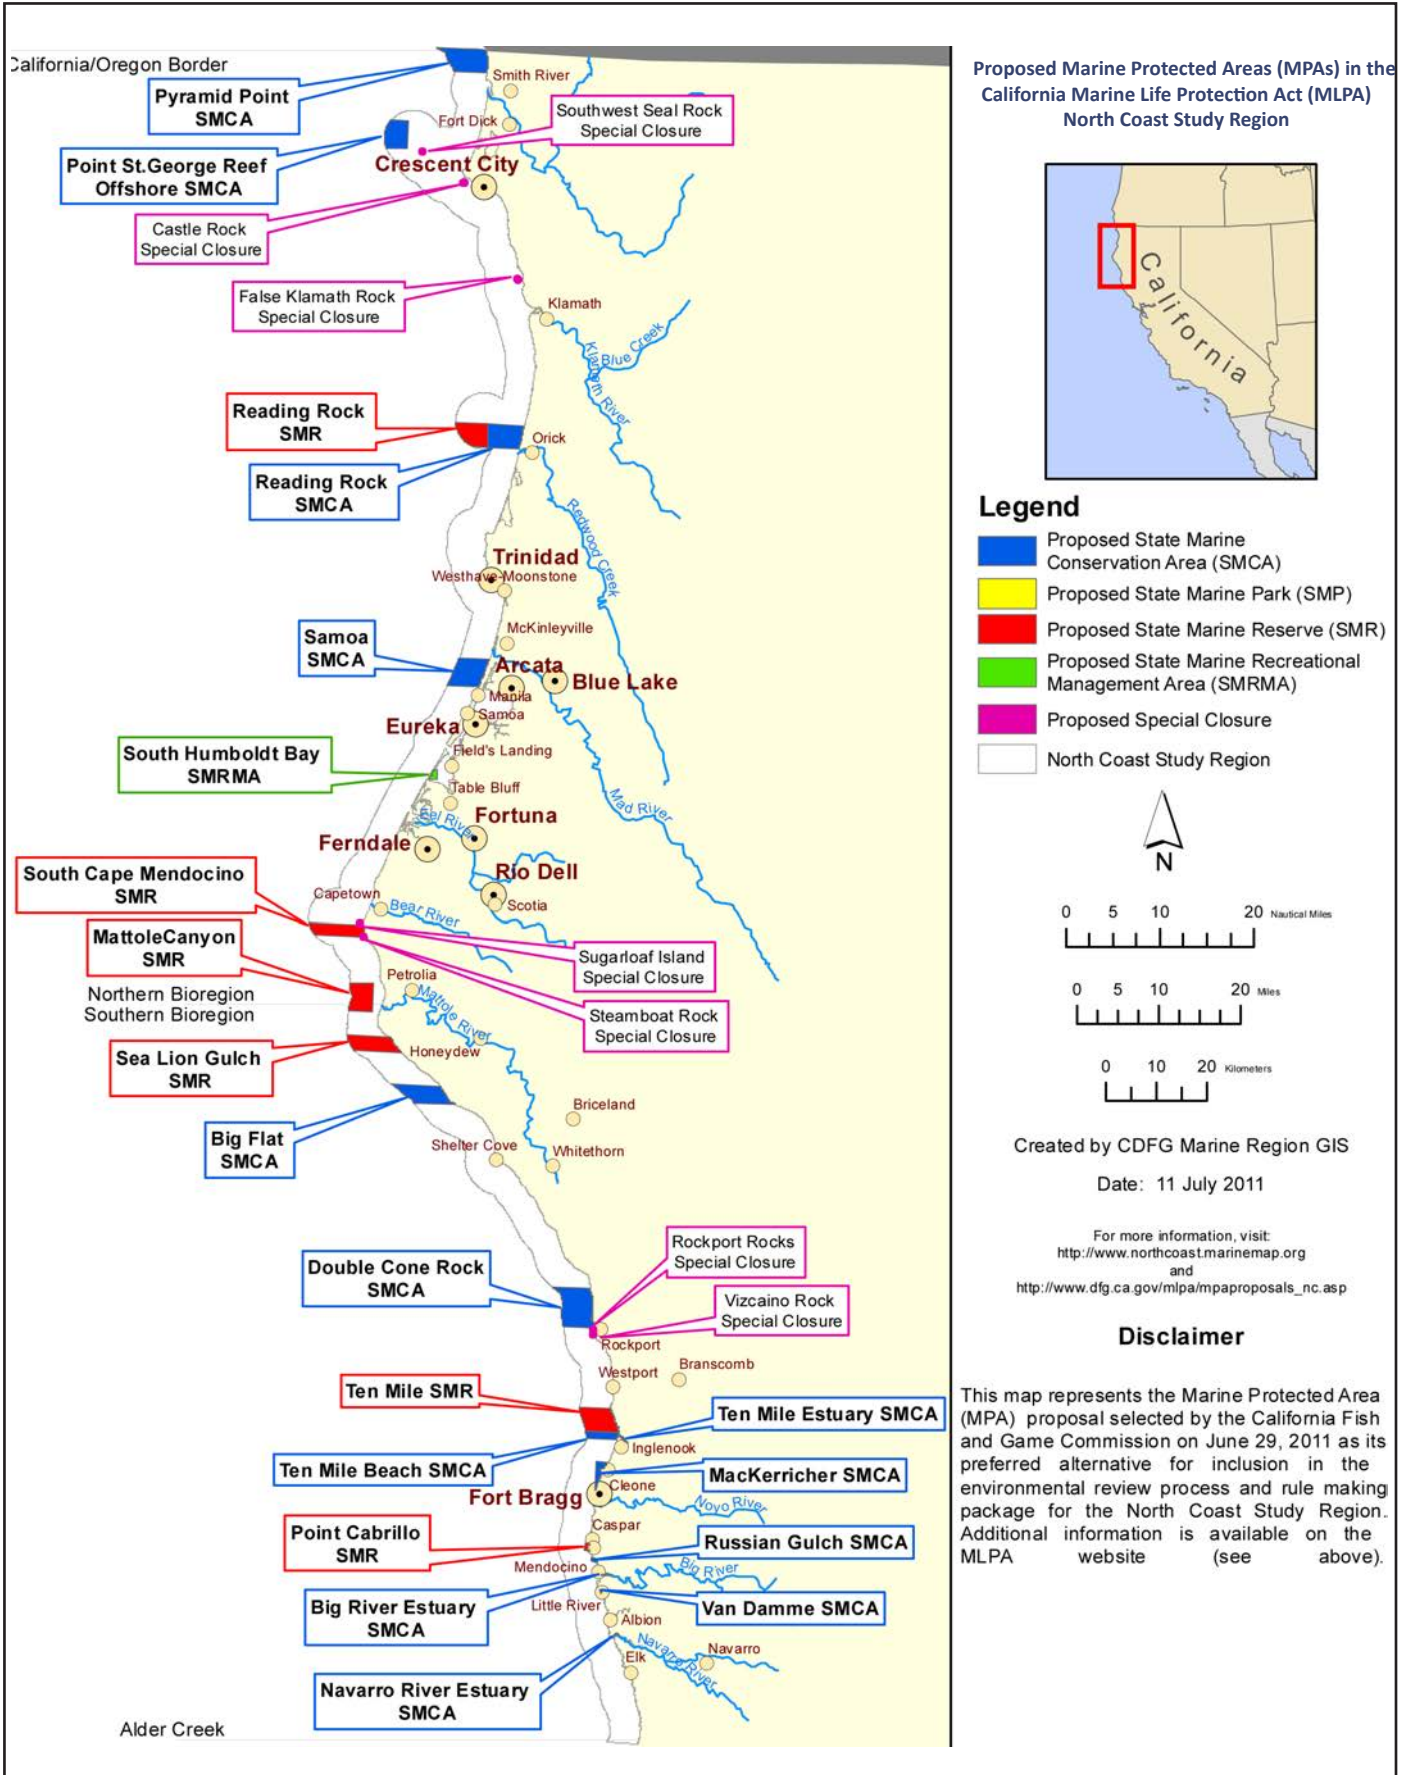 Proposed Marine Protected Areas (MPAs) in the
California Marine Life Protection Act (MLPA)
North Coast Study Region
California/Oregon Border
Pyramid Point
SMCA
Smith River
Southwest Seal Rock
Special Closure
Fort Dick
Point St.George Reef
Offshore SMCA
Crescent City
Castle Rock
Special Closure
False Klamath Rock
Special Closure
Klamath
Blue Creek
Klamath River
Reading Rock
SMR
Orick
Reading Rock
SMCA
Redwood Creek
Trinidad
Westhave-Moonstone
McKinleyville
Samoa
SMCA
Arcata
Blue Lake
Manila
Samoa
Eureka
Field's Landing
South Humboldt Bay
SMRMA
Table Bluff
Mad River
Eel River
Fortuna
Ferndale
Rio Dell
South Cape Mendocino
SMR
Capetown
Bear River
Scotia
MattoleCanyon
SMR
Sugarloaf Island
Special Closure
Petrolia
Mattole River
Northern Bioregion
Southern Bioregion
Steamboat Rock
Special Closure
Sea Lion Gulch
SMR
Honeydew
Briceland
Big Flat
SMCA
Shelter Cove
Whitethorn
Rockport Rocks
Special Closure
Double Cone Rock
SMCA
Vizcaino Rock
Special Closure
Rockport
Branscomb
Westport
Ten Mile SMR
Ten Mile Estuary SMCA
Inglenook
Ten Mile Beach SMCA
MacKerricher SMCA
Cleone
Fort Bragg
Noyo River
Caspar
Point Cabrillo
SMR
Russian Gulch SMCA
Mendocino
Big River
Big River Estuary
SMCA
Little River
Van Damme SMCA
Albion
Navarro River
Navarro
Elk
Navarro River Estuary
SMCA
Alder Creek
California
Legend
Proposed State Marine
Conservation Area (SMCA)
Proposed State Marine Park (SMP)
Proposed State Marine Reserve (SMR)
Proposed State Marine Recreational
Management Area (SMRMA)
Proposed Special Closure
North Coast Study Region
N
0 5 10 20 Nautical Miles
0 5 10 20 Miles
0 10 20 Kilometers
Created by CDFG Marine Region GIS
Date: 11 July 2011
For more information, visit:
http://www.northcoast.marinemap.org
and
http://www.dfg.ca.gov/mlpa/mpaproposals_nc.asp
Disclaimer
This map represents the Marine Protected Area
(MPA) proposal selected by the California Fish
and Game Commission on June 29, 2011 as its
preferred alternative for inclusion in the
environmental review process and rule making
package for the North Coast Study Region.
Additional information is available on the
MLPA website (see above).